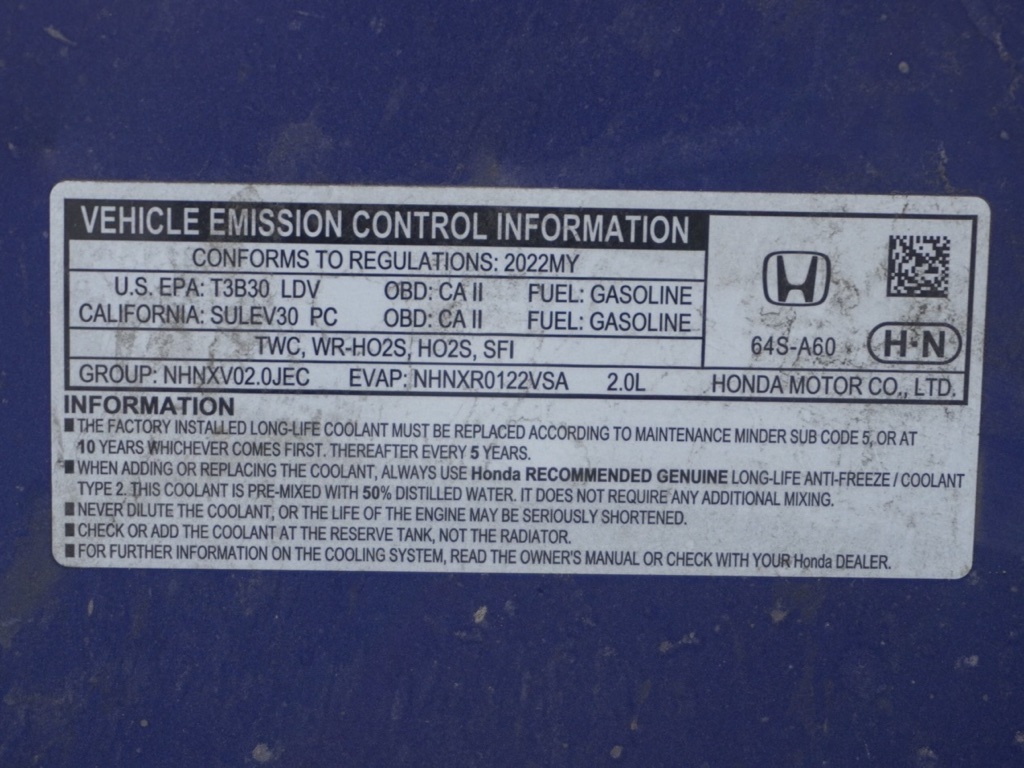 VEHICLE EMISSION CONTROL INFORMATION
CONFORMS TO REGULATIONS: 2022MY
U.S. EPA: T3B30 LDV OBD: CA II FUEL: GASOLINE
CALIFORNIA: SULEV30 PC OBD: CA II FUEL: GASOLINE
TWC, WR-HO2S, HO2S, SFI
64S-A60 H-N
GROUP: NHNXV02.0JEC EVAP: NHNXR0122VSA 2.0L HONDA MOTOR CO., LTD.
INFORMATION
■ THE FACTORY INSTALLED LONG-LIFE COOLANT MUST BE REPLACED ACCORDING TO MAINTENANCE MINDER SUB CODE 5, OR AT
10 YEARS WHICHEVER COMES FIRST. THEREAFTER EVERY 5 YEARS.
■ WHEN ADDING OR REPLACING THE COOLANT, ALWAYS USE Honda RECOMMENDED GENUINE LONG-LIFE ANTI-FREEZE / COOLANT
TYPE 2. THIS COOLANT IS PRE-MIXED WITH 50% DISTILLED WATER. IT DOES NOT REQUIRE ANY ADDITIONAL MIXING.
■ NEVER DILUTE THE COOLANT, OR THE LIFE OF THE ENGINE MAY BE SERIOUSLY SHORTENED.
■ CHECK OR ADD THE COOLANT AT THE RESERVE TANK, NOT THE RADIATOR.
■ FOR FURTHER INFORMATION ON THE COOLING SYSTEM, READ THE OWNER'S MANUAL OR CHECK WITH YOUR Honda DEALER.